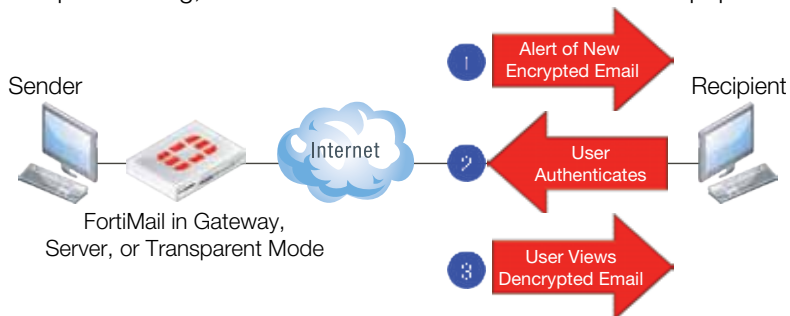 Sender
FortiMail in Gateway,
Server, or Transparent Mode
Internet
1
Alert of New
Encrypted Email
2
User
Authenticates
3
User Views
Dencrypted Email
Recipient